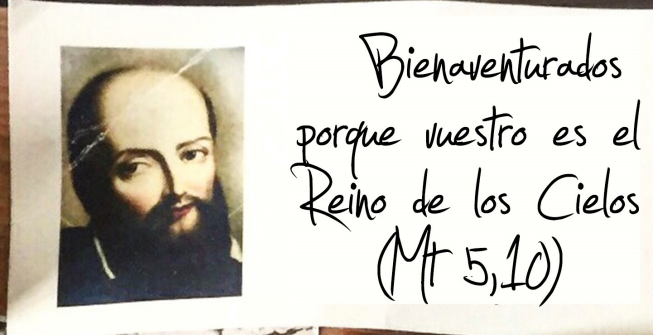 Bienaventurados
porque vuestro es el
Reino de los Cielos
(Mt 5,10)